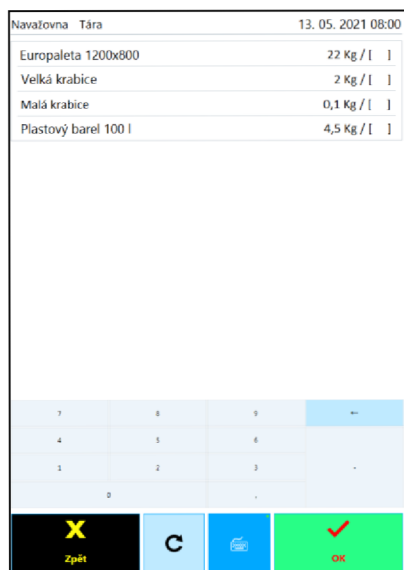 Navažovna Tára 13. 05. 2021 08:00
Europaleta 1200x800 22 Kg / [ ]
Velká krabice 2 Kg / [ ]
Malá krabice 0,1 Kg / [ ]
Plastový barel 100 l 4,5 Kg / [ ]
7 8 9 ←
4 5 6
1 2 3 -
0 ,
X C
Zpět OK